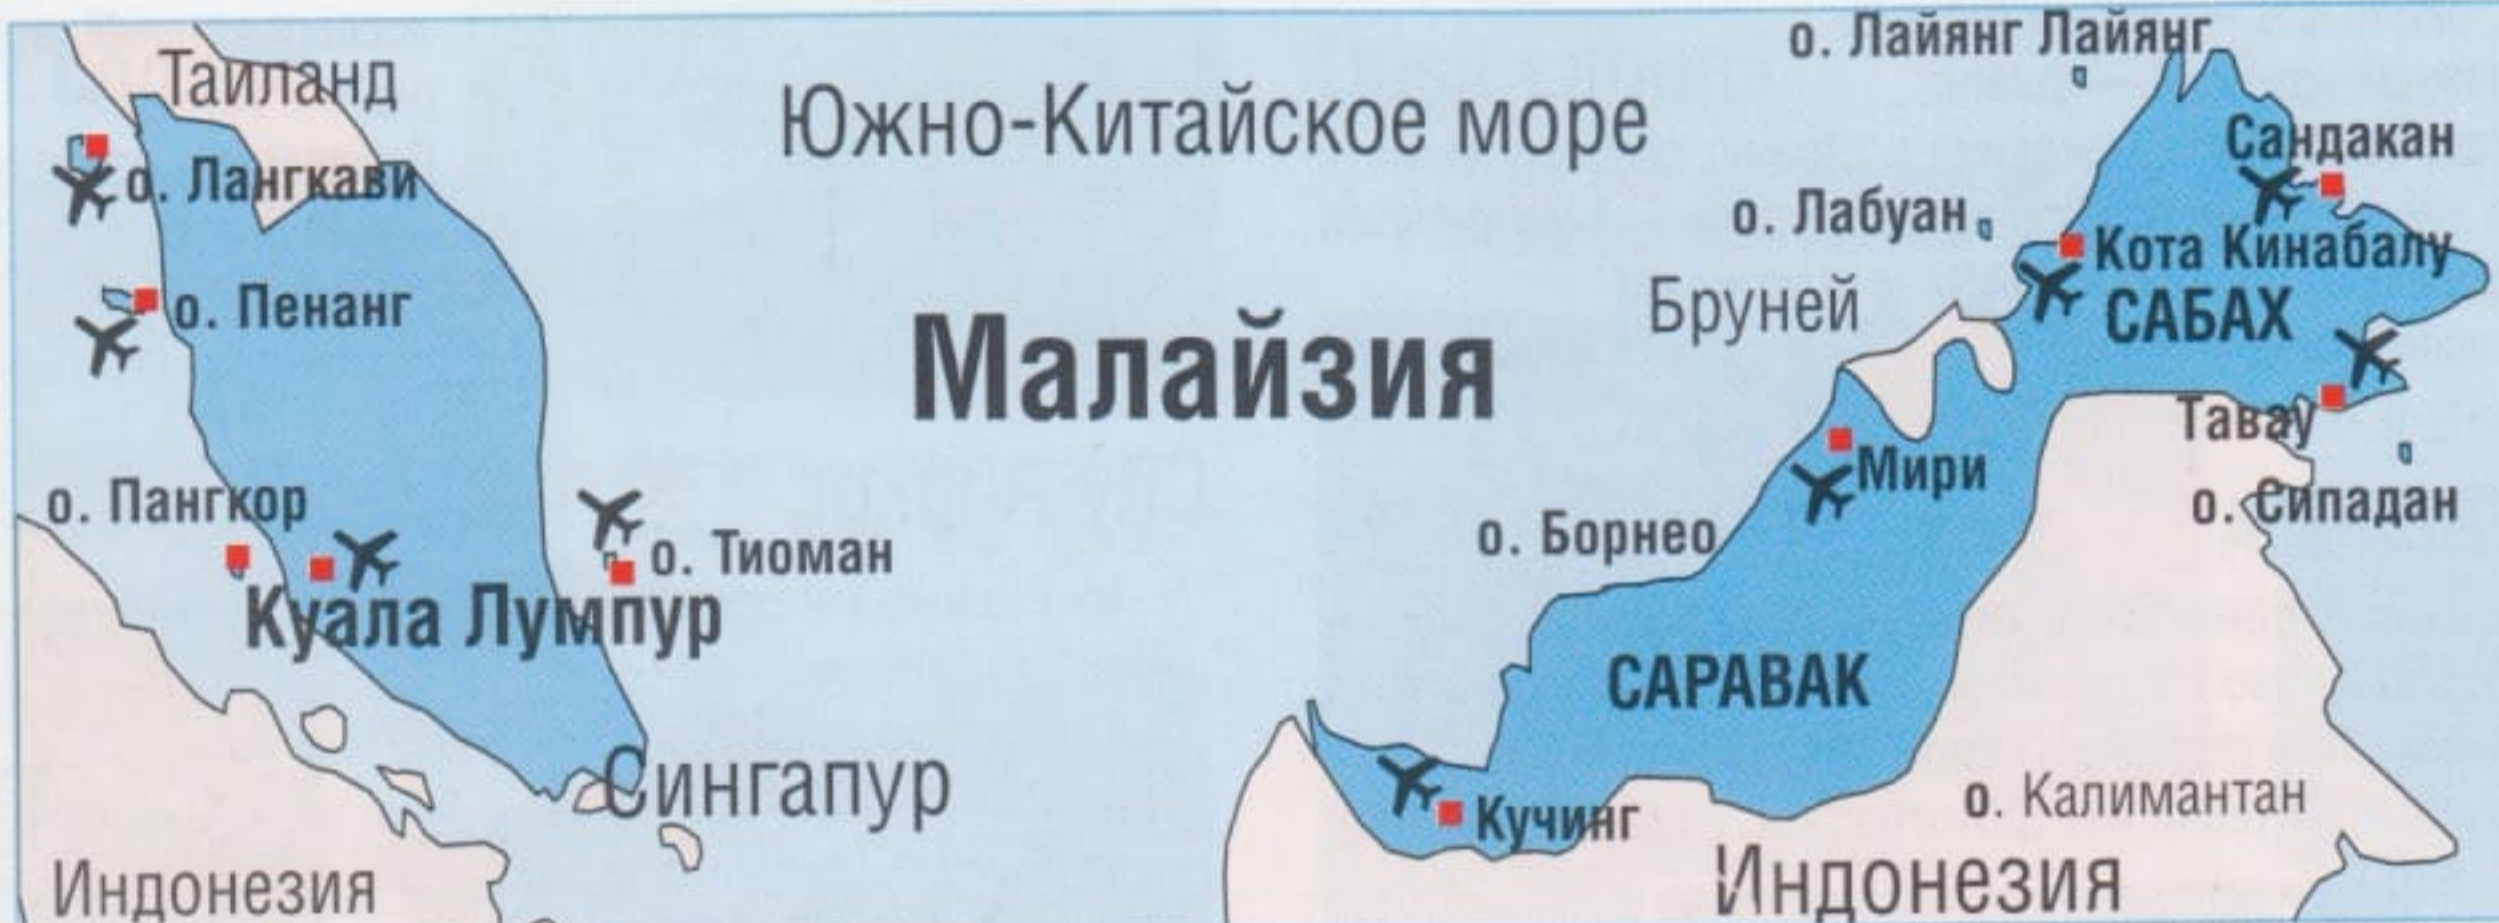 о. Лайянг Лайянг
Таиланд
Южно-Китайское море
Сандакан
о. Лангкави
о. Лабуан
Кота Кинабалу
о. Пенанг
Бруней
САБАХ
Малайзия
Тавау
Мири
о. Пангкор
о. Сипадан
о. Борнео
о. Тиоман
Куала Лумпур
САРАВАК
Сингапур
о. Калимантан
Кучинг
Индонезия
Индонезия